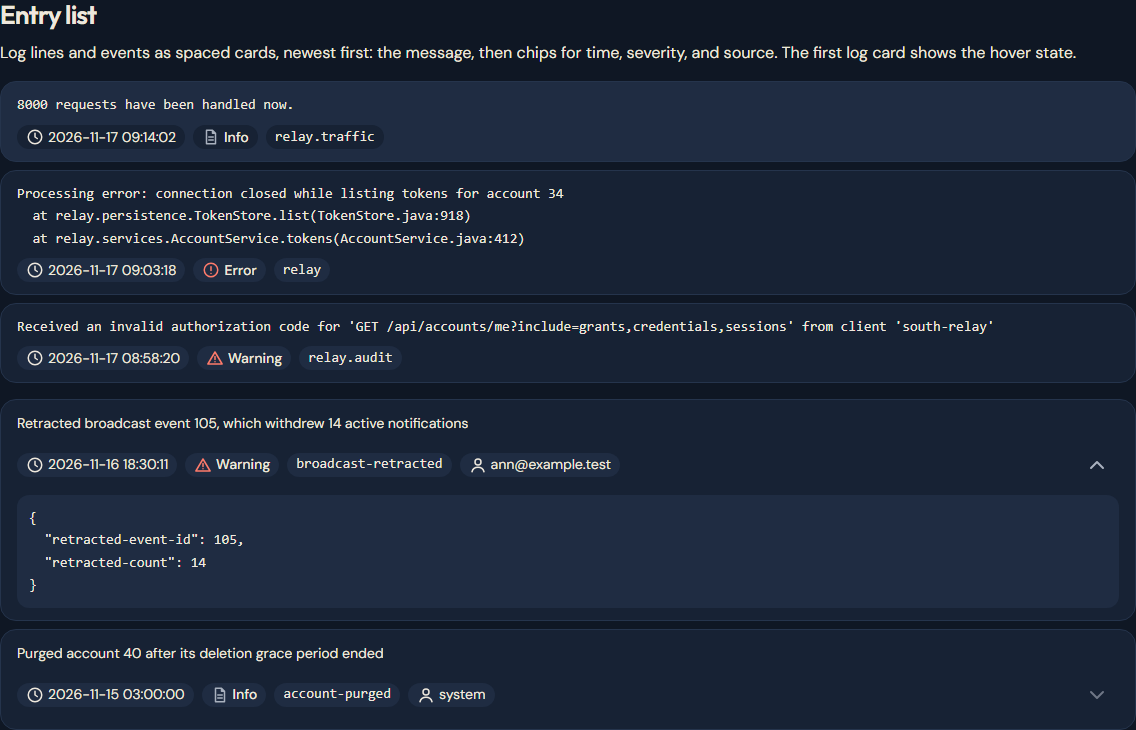 Entry list
Log lines and events as spaced cards, newest first: the message, then chips for time, severity, and source. The first log card shows the hover state.
8000 requests have been handled now.
2026-11-17 09:14:02 Info relay.traffic
Processing error: connection closed while listing tokens for account 34
  at relay.persistence.TokenStore.list(TokenStore.java:918)
  at relay.services.AccountService.tokens(AccountService.java:412)
2026-11-17 09:03:18 Error relay
Received an invalid authorization code for 'GET /api/accounts/me?include=grants,credentials,sessions' from client 'south-relay'
2026-11-17 08:58:20 Warning relay.audit
Retracted broadcast event 105, which withdrew 14 active notifications
2026-11-16 18:30:11 Warning broadcast-retracted ann@example.test
{
  "retracted-event-id": 105,
  "retracted-count": 14
}
Purged account 40 after its deletion grace period ended
2026-11-15 03:00:00 Info account-purged system